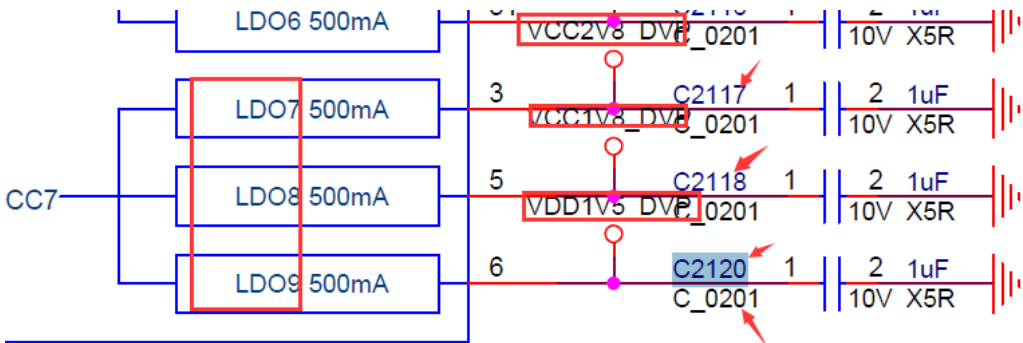 LDO6 500mA
VCC2V8_DVP
C_0201
1
2
10V X5R
LDO7 500mA
3
C2117
1
2
1uF
VCC1V8_DVP
C_0201
10V X5R
CC7
LDO8 500mA
5
C2118
1
2
1uF
VDD1V5_DVP
C_0201
10V X5R
LDO9 500mA
6
C2120
1
2
1uF
C_0201
10V X5R